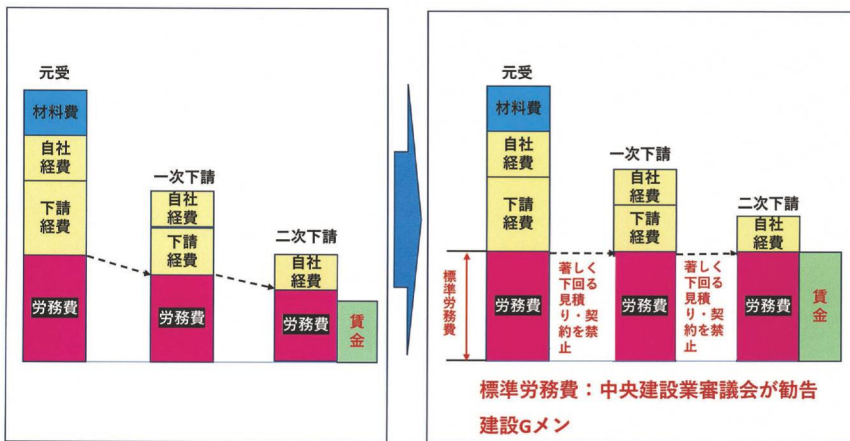 元受
材料費
自社
経費
下請
経費
労務費
一次下請
自社
経費
下請
経費
労務費
二次下請
自社
経費
労務費
賃
金
元受
材料費
自社
経費
下請
経費
労務費
標準労務費
一次下請
自社
経費
下請
経費
労務費
著しく
下回る
見積
り・契
約を禁
止
二次下請
自社
経費
労務費
著しく
下回る
見積
り・契
約を禁
止
賃
金
標準労務費：中央建設業審議会が勧告
建設Gメン